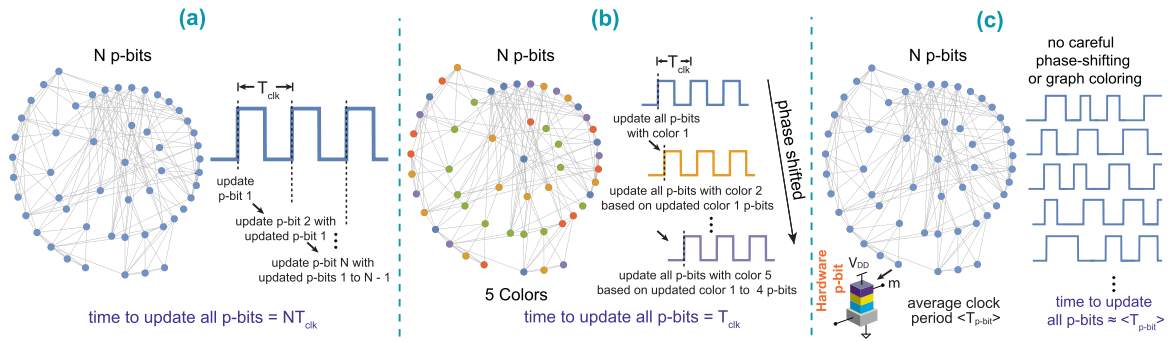 (a)
N p-bits
T_clk
update
p-bit 1
update p-bit 2 with
updated p-bit 1
update p-bit N with
updated p-bits 1 to N - 1
time to update all p-bits = NT_clk
(b)
N p-bits
T_clk
update all p-bits
with color 1
update all p-bits with color 2
based on updated color 1 p-bits
update all p-bits with color 5
based on updated color 1 to 4 p-bits
phase shifted
5 Colors
time to update all p-bits = T_clk
(c)
N p-bits
no careful
phase-shifting
or graph coloring
Hardware
p-bit
V_DD
m
average clock
period <T_p-bit>
time to update
all p-bits ≈ <T_p-bit>